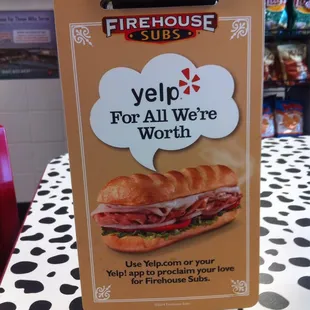 FIREHOUSE
SUBS
yelp
For All We're
Worth
Use Yelp.com or your
Yelp! app to proclaim your love
for Firehouse Subs.